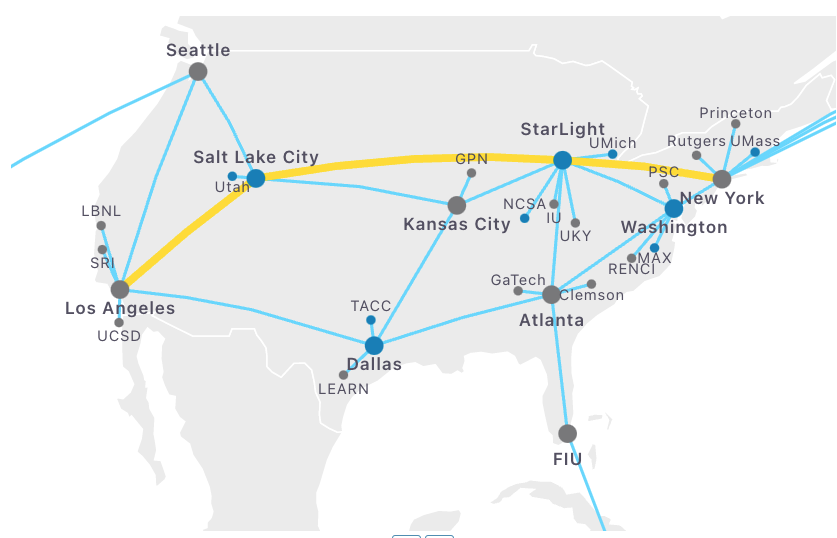 Seattle
Princeton
StarLight
UMich
Rutgers
UMass
Salt Lake City
GPN
PSC
Utah
New York
NCSA
LBNL
IU
Kansas City
Washington
UKY
SRI
MAX
RENCI
GaTech
Clemson
Los Angeles
TACC
Atlanta
UCSD
Dallas
LEARN
FIU